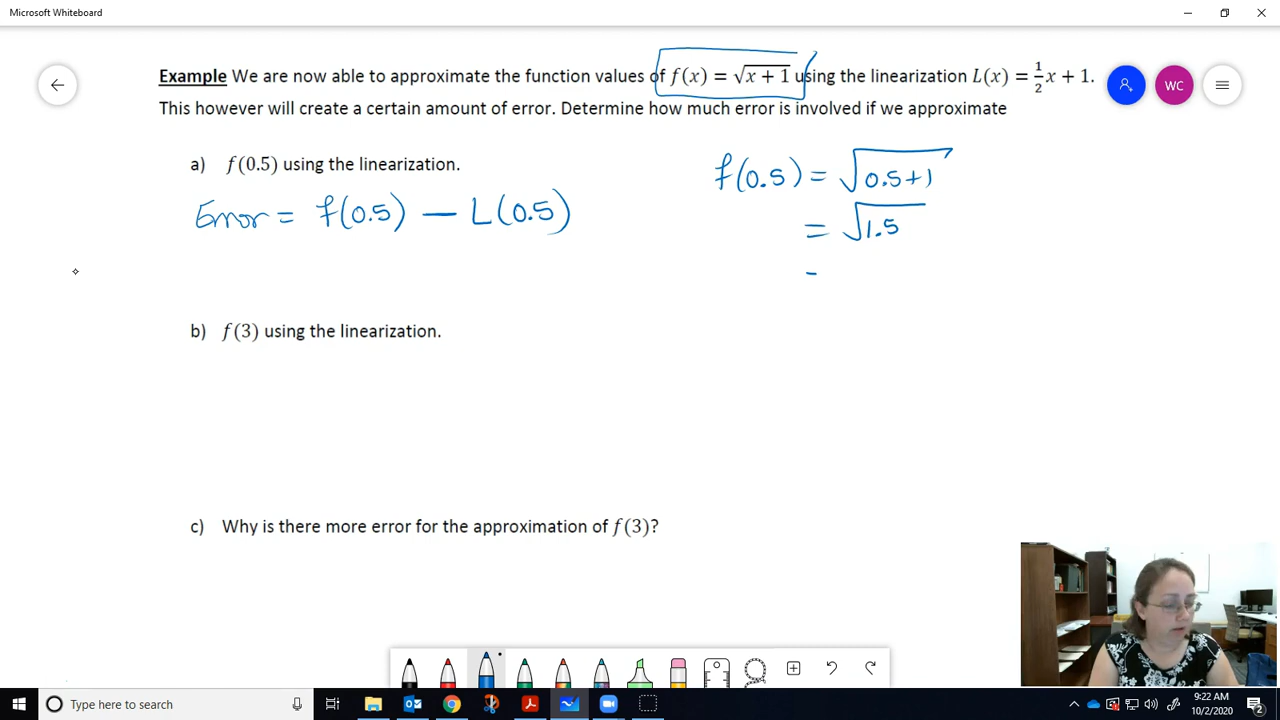 Microsoft Whiteboard
Example We are now able to approximate the function values of f(x) = √x + 1 using the linearization L(x) = 1/2 x + 1.
WC
This however will create a certain amount of error. Determine how much error is involved if we approximate
a) f(0.5) using the linearization.
f(0.5) = √0.5+1
Error = f(0.5) — L(0.5)
= √1.5
=
b) f(3) using the linearization.
c) Why is there more error for the approximation of f(3)?
Type here to search
9:22 AM
10/2/2020
2